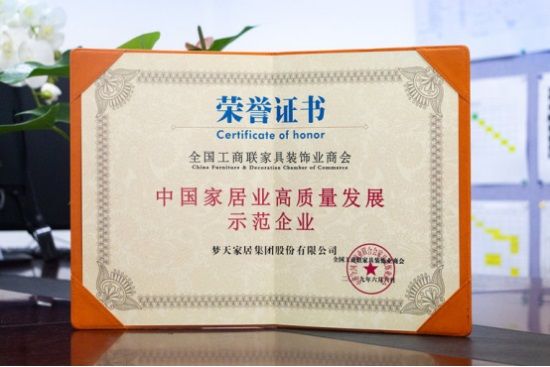 荣誉证书
Certificate of honor
全国工商联家具装饰业商会
China Furniture & Decoration Chamber of Commerce
中国家居业高质量发展
示范企业
梦天家居集团股份有限公司
全国工商联家具装饰业商会